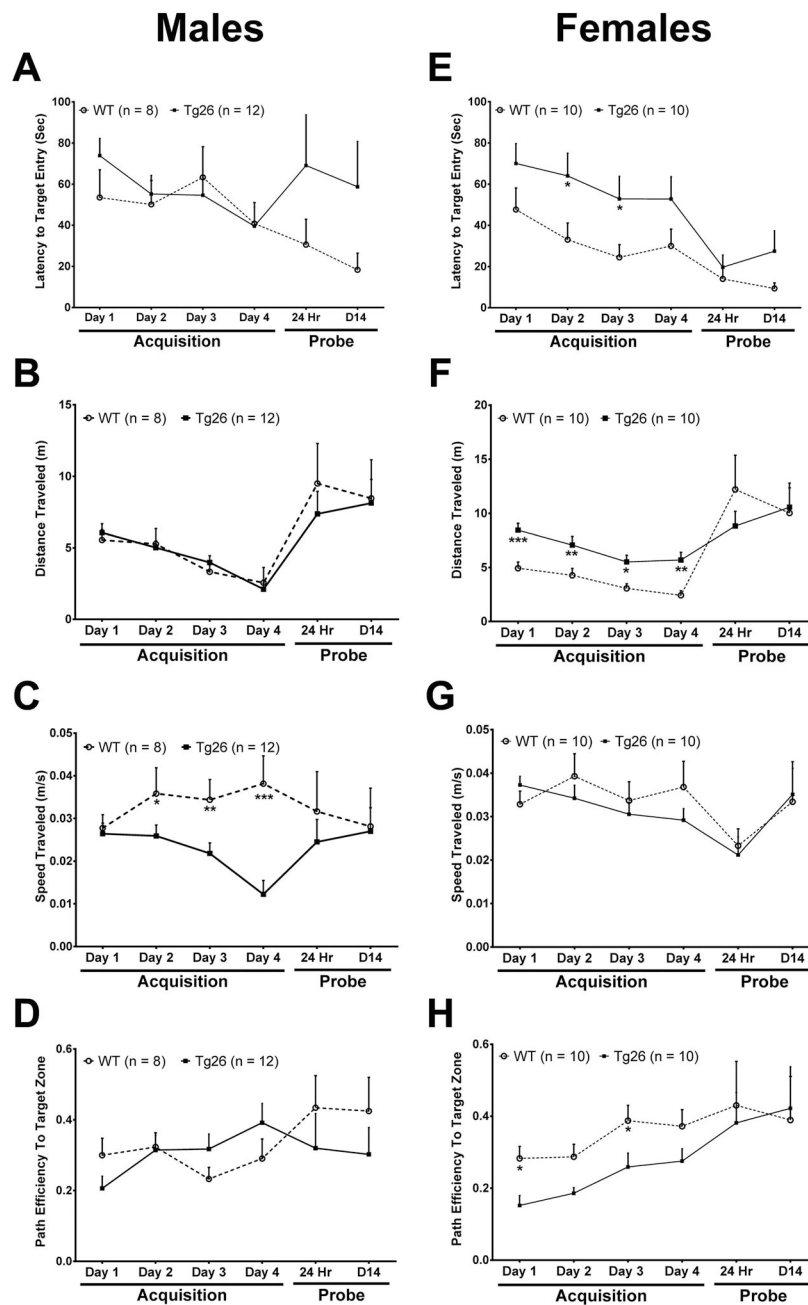 Males
Females
A
Latency to Target Entry (Sec)
WT (n = 8) Tg26 (n = 12)
100
80
60
40
20
0
Day 1 Day 2 Day 3 Day 4 24 Hr D14
Acquisition Probe
E
Latency to Target Entry (Sec)
WT (n = 10) Tg26 (n = 10)
100
80
60
40
20
0
*
*
Day 1 Day 2 Day 3 Day 4 24 Hr D14
Acquisition Probe
B
Distance Traveled (m)
WT (n = 8) Tg26 (n = 12)
15
10
5
0
Day 1 Day 2 Day 3 Day 4 24 Hr D14
Acquisition Probe
F
Distance Traveled (m)
WT (n = 10) Tg26 (n = 10)
20
15
10
5
0
***
**
*
**
Day 1 Day 2 Day 3 Day 4 24 Hr D14
Acquisition Probe
C
Speed Traveled (m/s)
WT (n = 8) Tg26 (n = 12)
0.05
0.04
0.03
0.02
0.01
0.00
*
**
***
Day 1 Day 2 Day 3 Day 4 24 Hr D14
Acquisition Probe
G
Speed Traveled (m/s)
WT (n = 10) Tg26 (n = 10)
0.05
0.04
0.03
0.02
0.01
0.00
Day 1 Day 2 Day 3 Day 4 24 Hr D14
Acquisition Probe
D
Path Efficiency To Target Zone
WT (n = 8) Tg26 (n = 12)
0.6
0.4
0.2
0.0
Day 1 Day 2 Day 3 Day 4 24 Hr D14
Acquisition Probe
H
Path Efficiency To Target Zone
WT (n = 10) Tg26 (n = 10)
0.6
0.4
0.2
0.0
*
*
Day 1 Day 2 Day 3 Day 4 24 Hr D14
Acquisition Probe